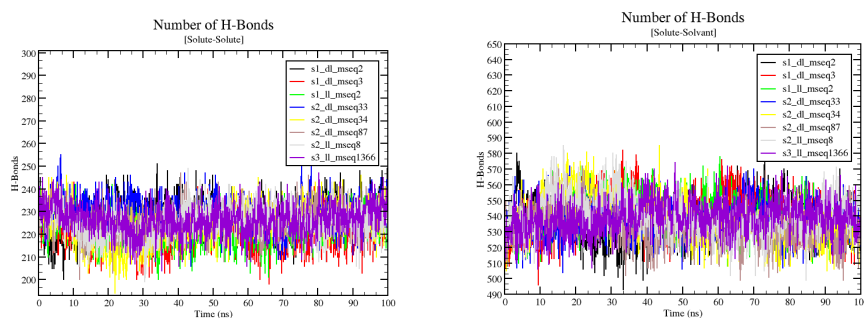 Number of H-Bonds
[Solute-Solute]
300
290
280
270
260
250
240
230
220
210
200
H-Bonds
s1_dl_mseq2
s1_dl_mseq3
s1_ll_mseq2
s2_dl_mseq33
s2_dl_mseq34
s2_dl_mseq87
s2_ll_mseq8
s3_ll_mseq1366
0 10 20 30 40 50 60 70 80 90 100
Time (ns)
Number of H-Bonds
[Solute-Solvant]
650
640
630
620
610
600
590
580
570
560
550
540
530
520
510
500
490
H-Bonds
s1_dl_mseq2
s1_dl_mseq3
s1_ll_mseq2
s2_dl_mseq33
s2_dl_mseq34
s2_dl_mseq87
s2_ll_mseq8
s3_ll_mseq1366
0 10 20 30 40 50 60 70 80 90 100
Time (ns)